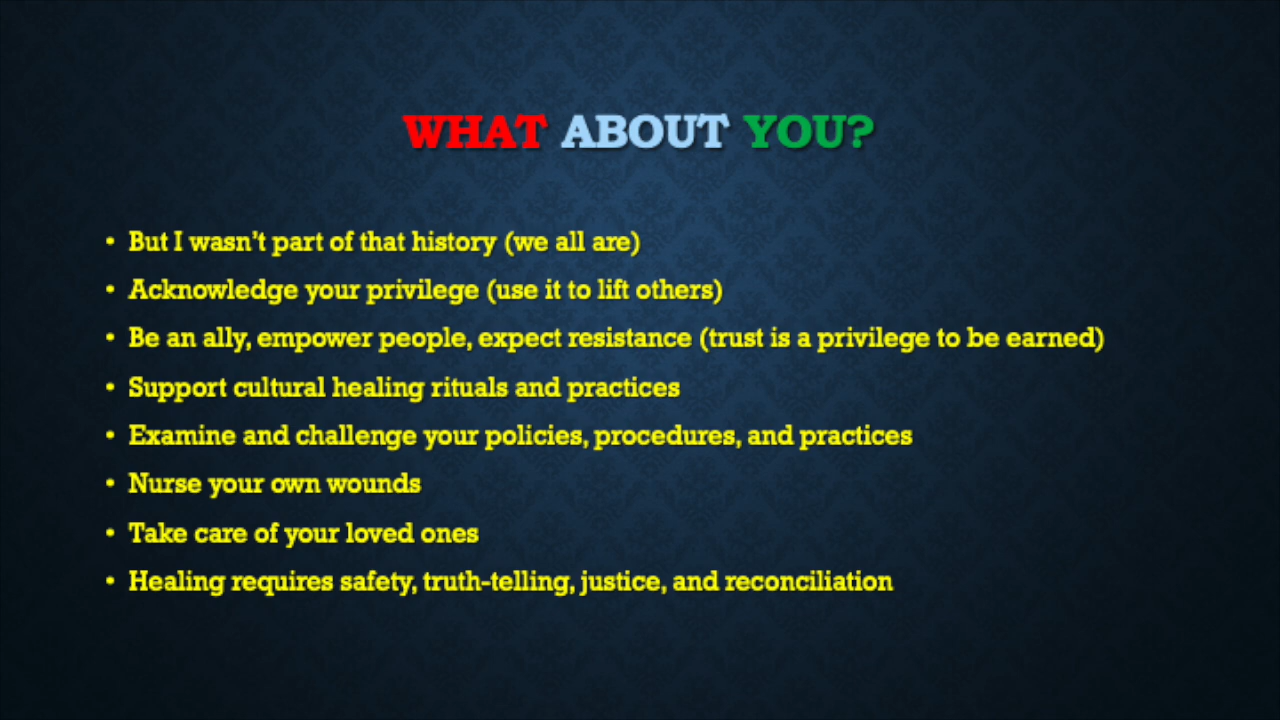 WHAT ABOUT YOU?
• But I wasn't part of that history (we all are)
• Acknowledge your privilege (use it to lift others)
• Be an ally, empower people, expect resistance (trust is a privilege to be earned)
• Support cultural healing rituals and practices
• Examine and challenge your policies, procedures, and practices
• Nurse your own wounds
• Take care of your loved ones
• Healing requires safety, truth-telling, justice, and reconciliation